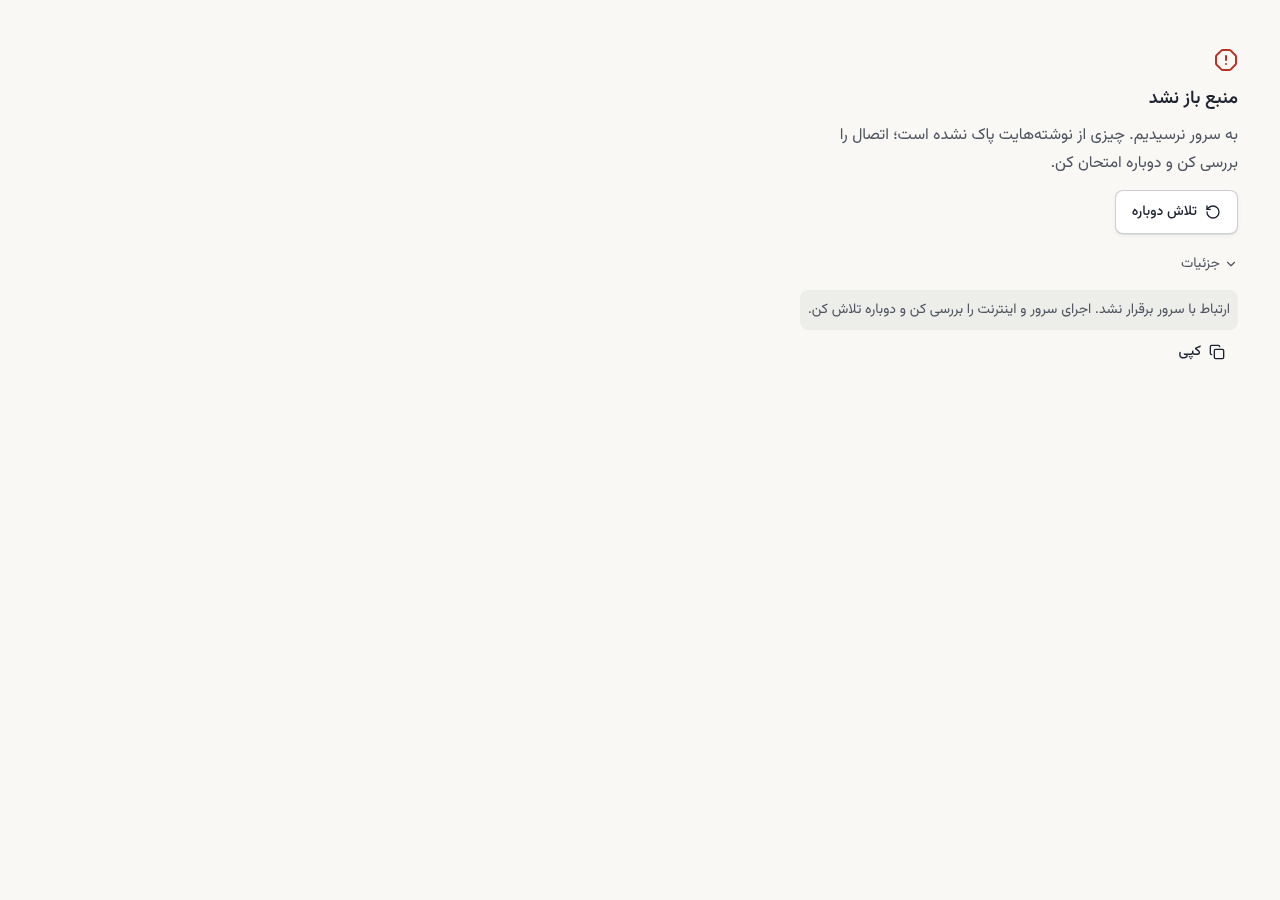 منبع باز نشد
به سرور نرسیدیم. چیزی از نوشته‌هایت پاک نشده است؛ اتصال را
بررسی کن و دوباره امتحان کن.
تلاش دوباره
جزئیات
ارتباط با سرور برقرار نشد. اجرای سرور و اینترنت را بررسی کن و دوباره تلاش کن.
کپی